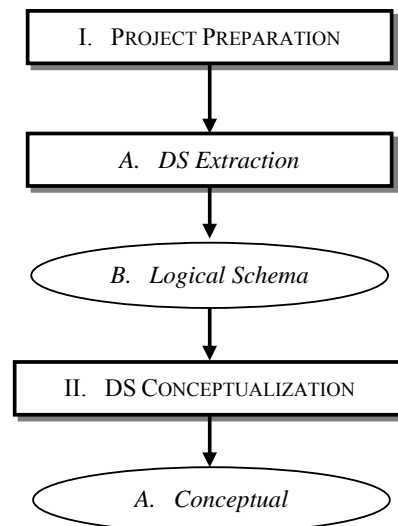 I. PROJECT PREPARATION
A. DS Extraction
B. Logical Schema
II. DS CONCEPTUALIZATION
A. Conceptual